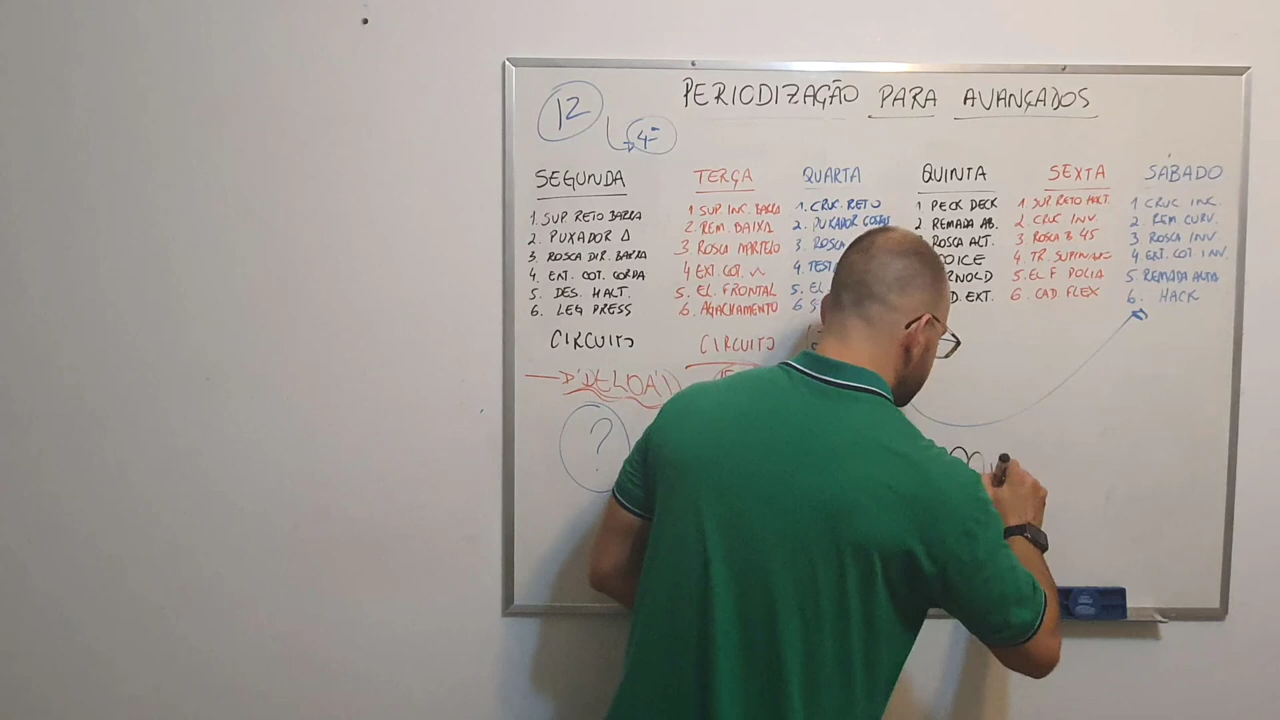 PERIODIZAÇÃO PARA AVANÇADOS
12
4=
SEGUNDA
1. SUP. RETO BARRA
2. PUXADOR Δ
3. ROSCA DIR. BARRA
4. EXT. COT. CORDA
5. DES. HALT.
6. LEG PRESS
CIRCUITO
"DELOAD"
?
TERÇA
1 SUP. INC. BARRA
2. REM. BAIXA
3. ROSCA MARTELO
4 EXT. COT. W
5. EL. FRONTAL
6. AGACHAMENTO
CIRCUITO
QUARTA
1. CRUC. RETO
2. PUXADOR COSTAS
3. ROSCA
4. TEST
5. EL
6
QUINTA
1 PECK DECK
2. REMADA AB.
ROSCA ALT.
OICE
RNOLD
D. EXT.
SEXTA
1 SUP. RETO HALT.
2 CRUC INV.
3 ROSCA B 45
4. TR. SUPINADO
5. EL F POLIA
6. CAD. FLEX
SÁBADO
1 CRUC INC.
2. REM CURV.
3. ROSCA INV.
4. EXT. COT. INV.
5. REMADA ALTA
6. HACK